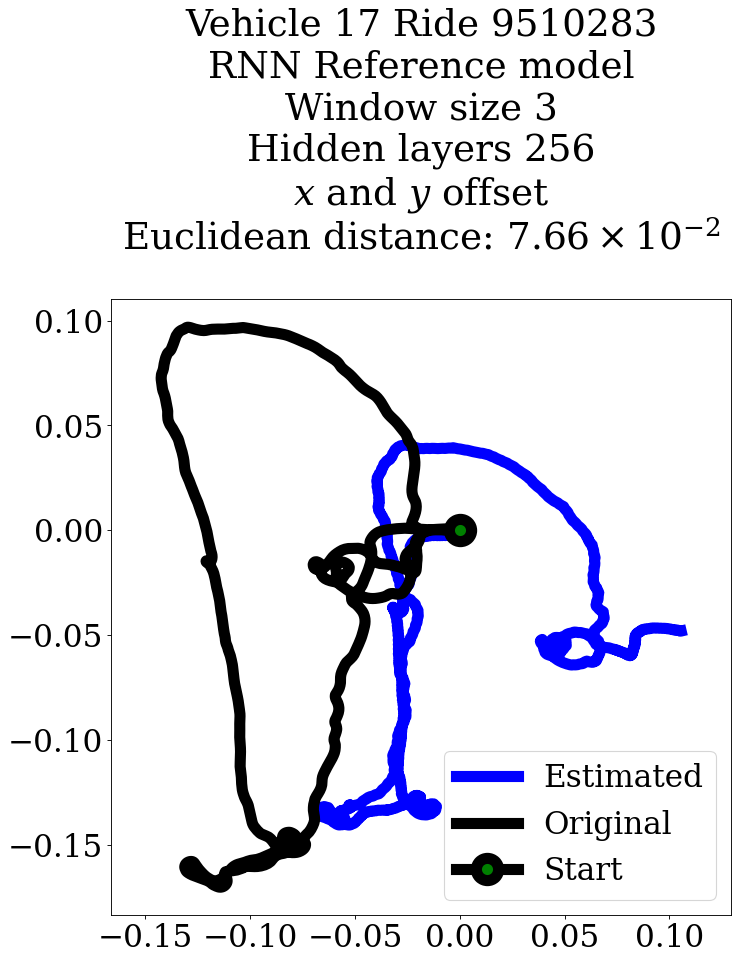 Vehicle 17 Ride 9510283
RNN Reference model
Window size 3
Hidden layers 256
x and y offset
Euclidean distance: 7.66 × 10⁻²
0.10
0.05
0.00
−0.05
−0.10
−0.15
Estimated
Original
Start
−0.15 −0.10 −0.05 0.00 0.05 0.10